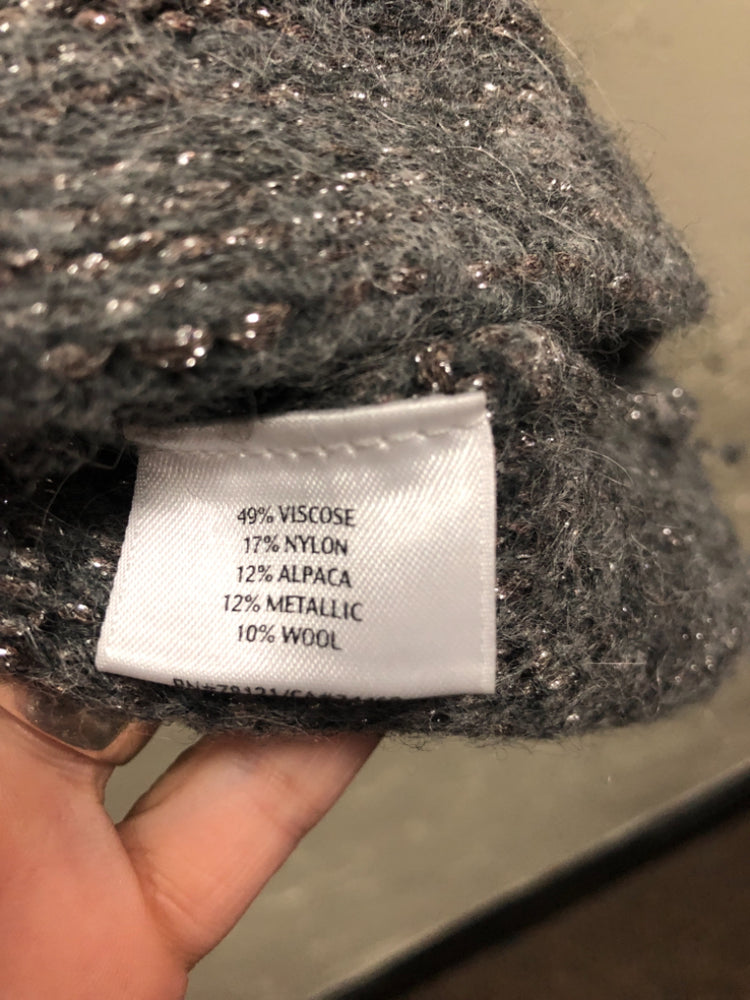 49% VISCOSE
17% NYLON
12% ALPACA
12% METALLIC
10% WOOL